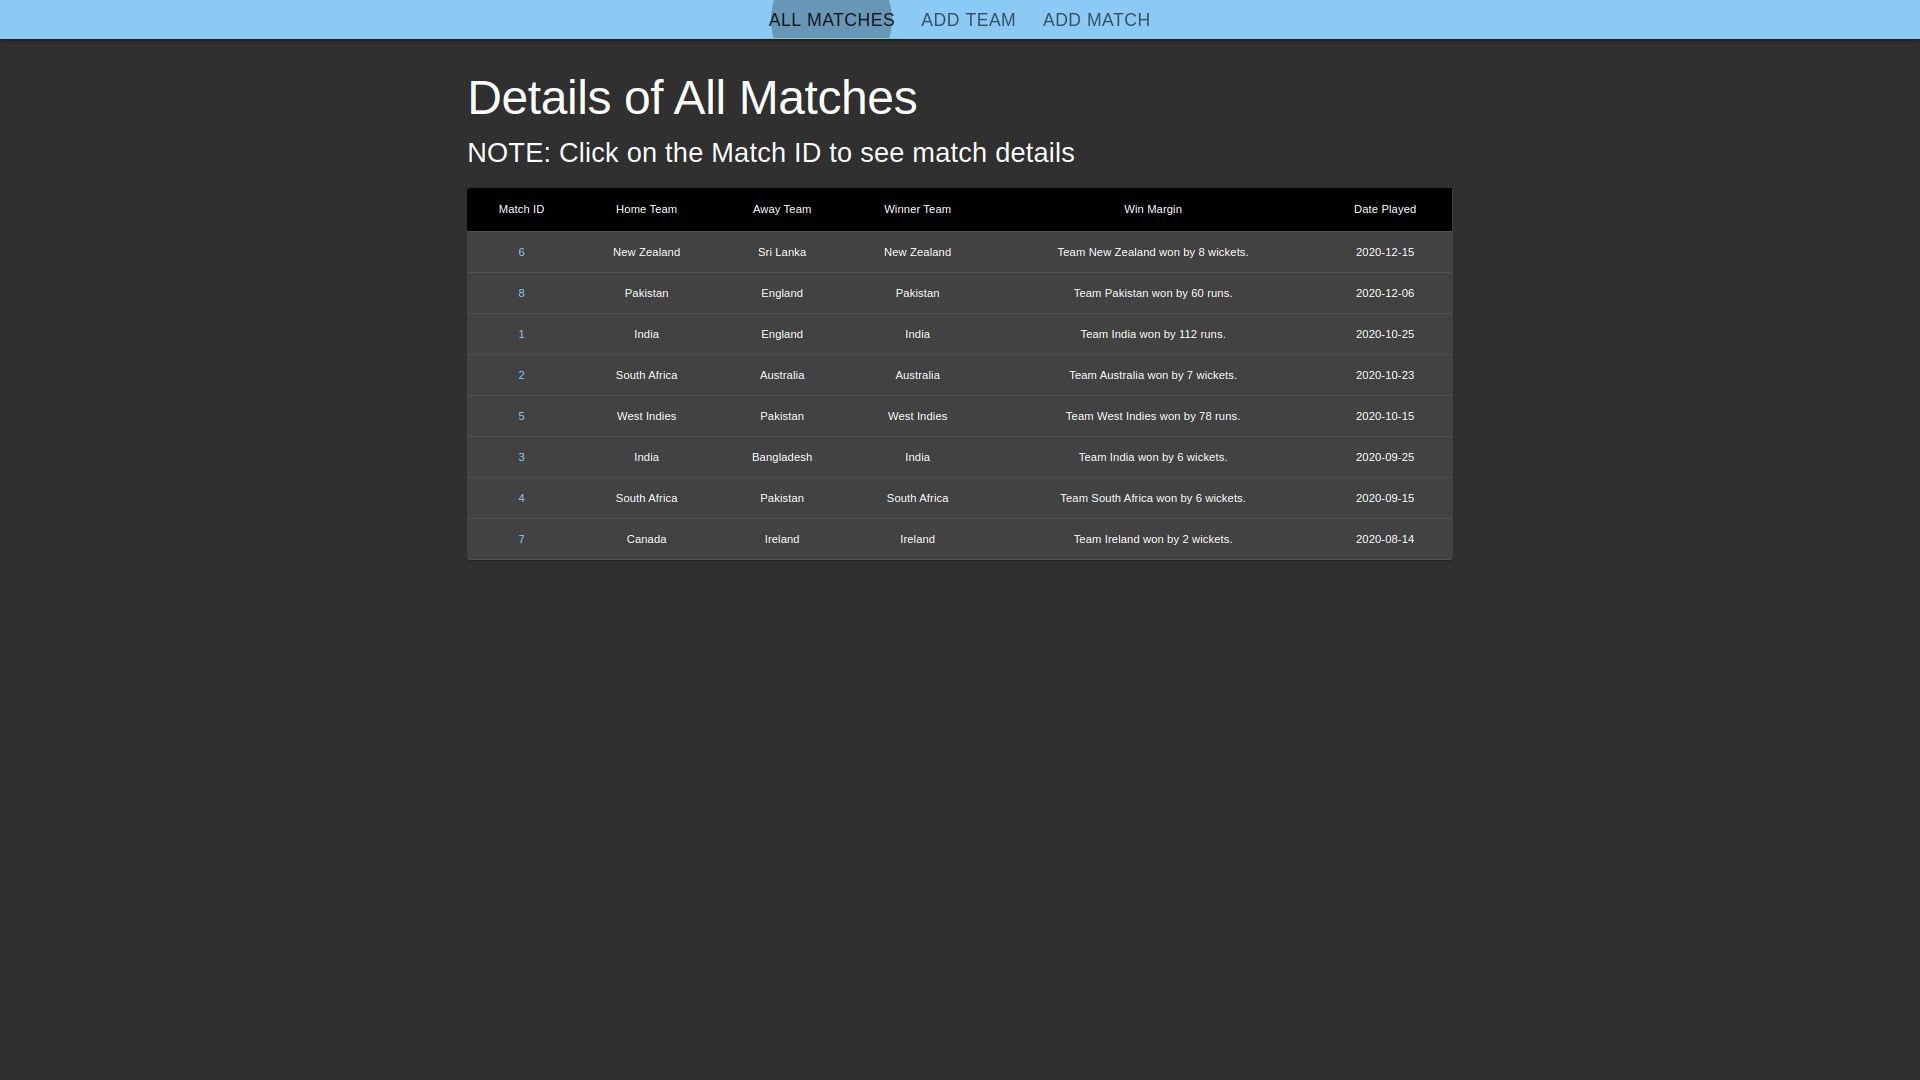 ALL MATCHES ADD TEAM ADD MATCH
Details of All Matches
NOTE: Click on the Match ID to see match details
Match ID Home Team Away Team Winner Team Win Margin Date Played
6 New Zealand Sri Lanka New Zealand Team New Zealand won by 8 wickets. 2020-12-15
8 Pakistan England Pakistan Team Pakistan won by 60 runs. 2020-12-06
1 India England India Team India won by 112 runs. 2020-10-25
2 South Africa Australia Australia Team Australia won by 7 wickets. 2020-10-23
5 West Indies Pakistan West Indies Team West Indies won by 78 runs. 2020-10-15
3 India Bangladesh India Team India won by 6 wickets. 2020-09-25
4 South Africa Pakistan South Africa Team South Africa won by 6 wickets. 2020-09-15
7 Canada Ireland Ireland Team Ireland won by 2 wickets. 2020-08-14